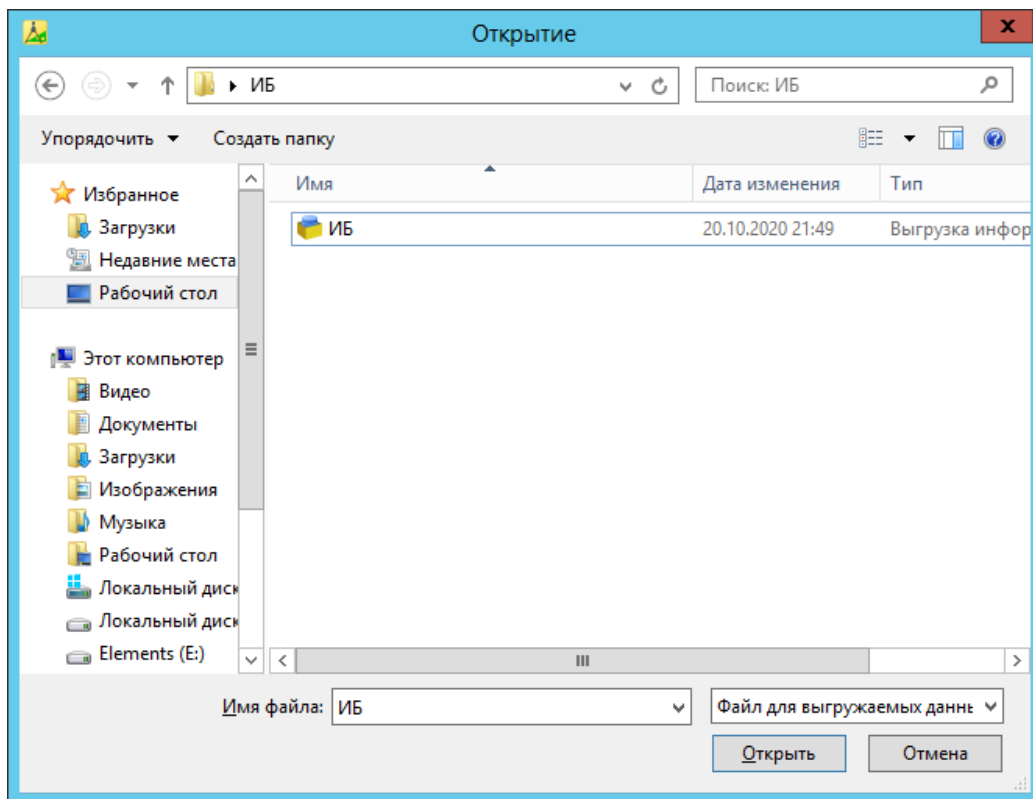 Открытие
ИБ
Поиск: ИБ
Упорядочить
Создать папку
Избранное
Загрузки
Недавние места
Рабочий стол
Этот компьютер
Видео
Документы
Загрузки
Изображения
Музыка
Рабочий стол
Локальный диск
Локальный диск
Elements (E:)
Имя Дата изменения Тип
ИБ 20.10.2020 21:49 Выгрузка инфор
Имя файла: ИБ
Файл для выгружаемых данны
Открыть Отмена